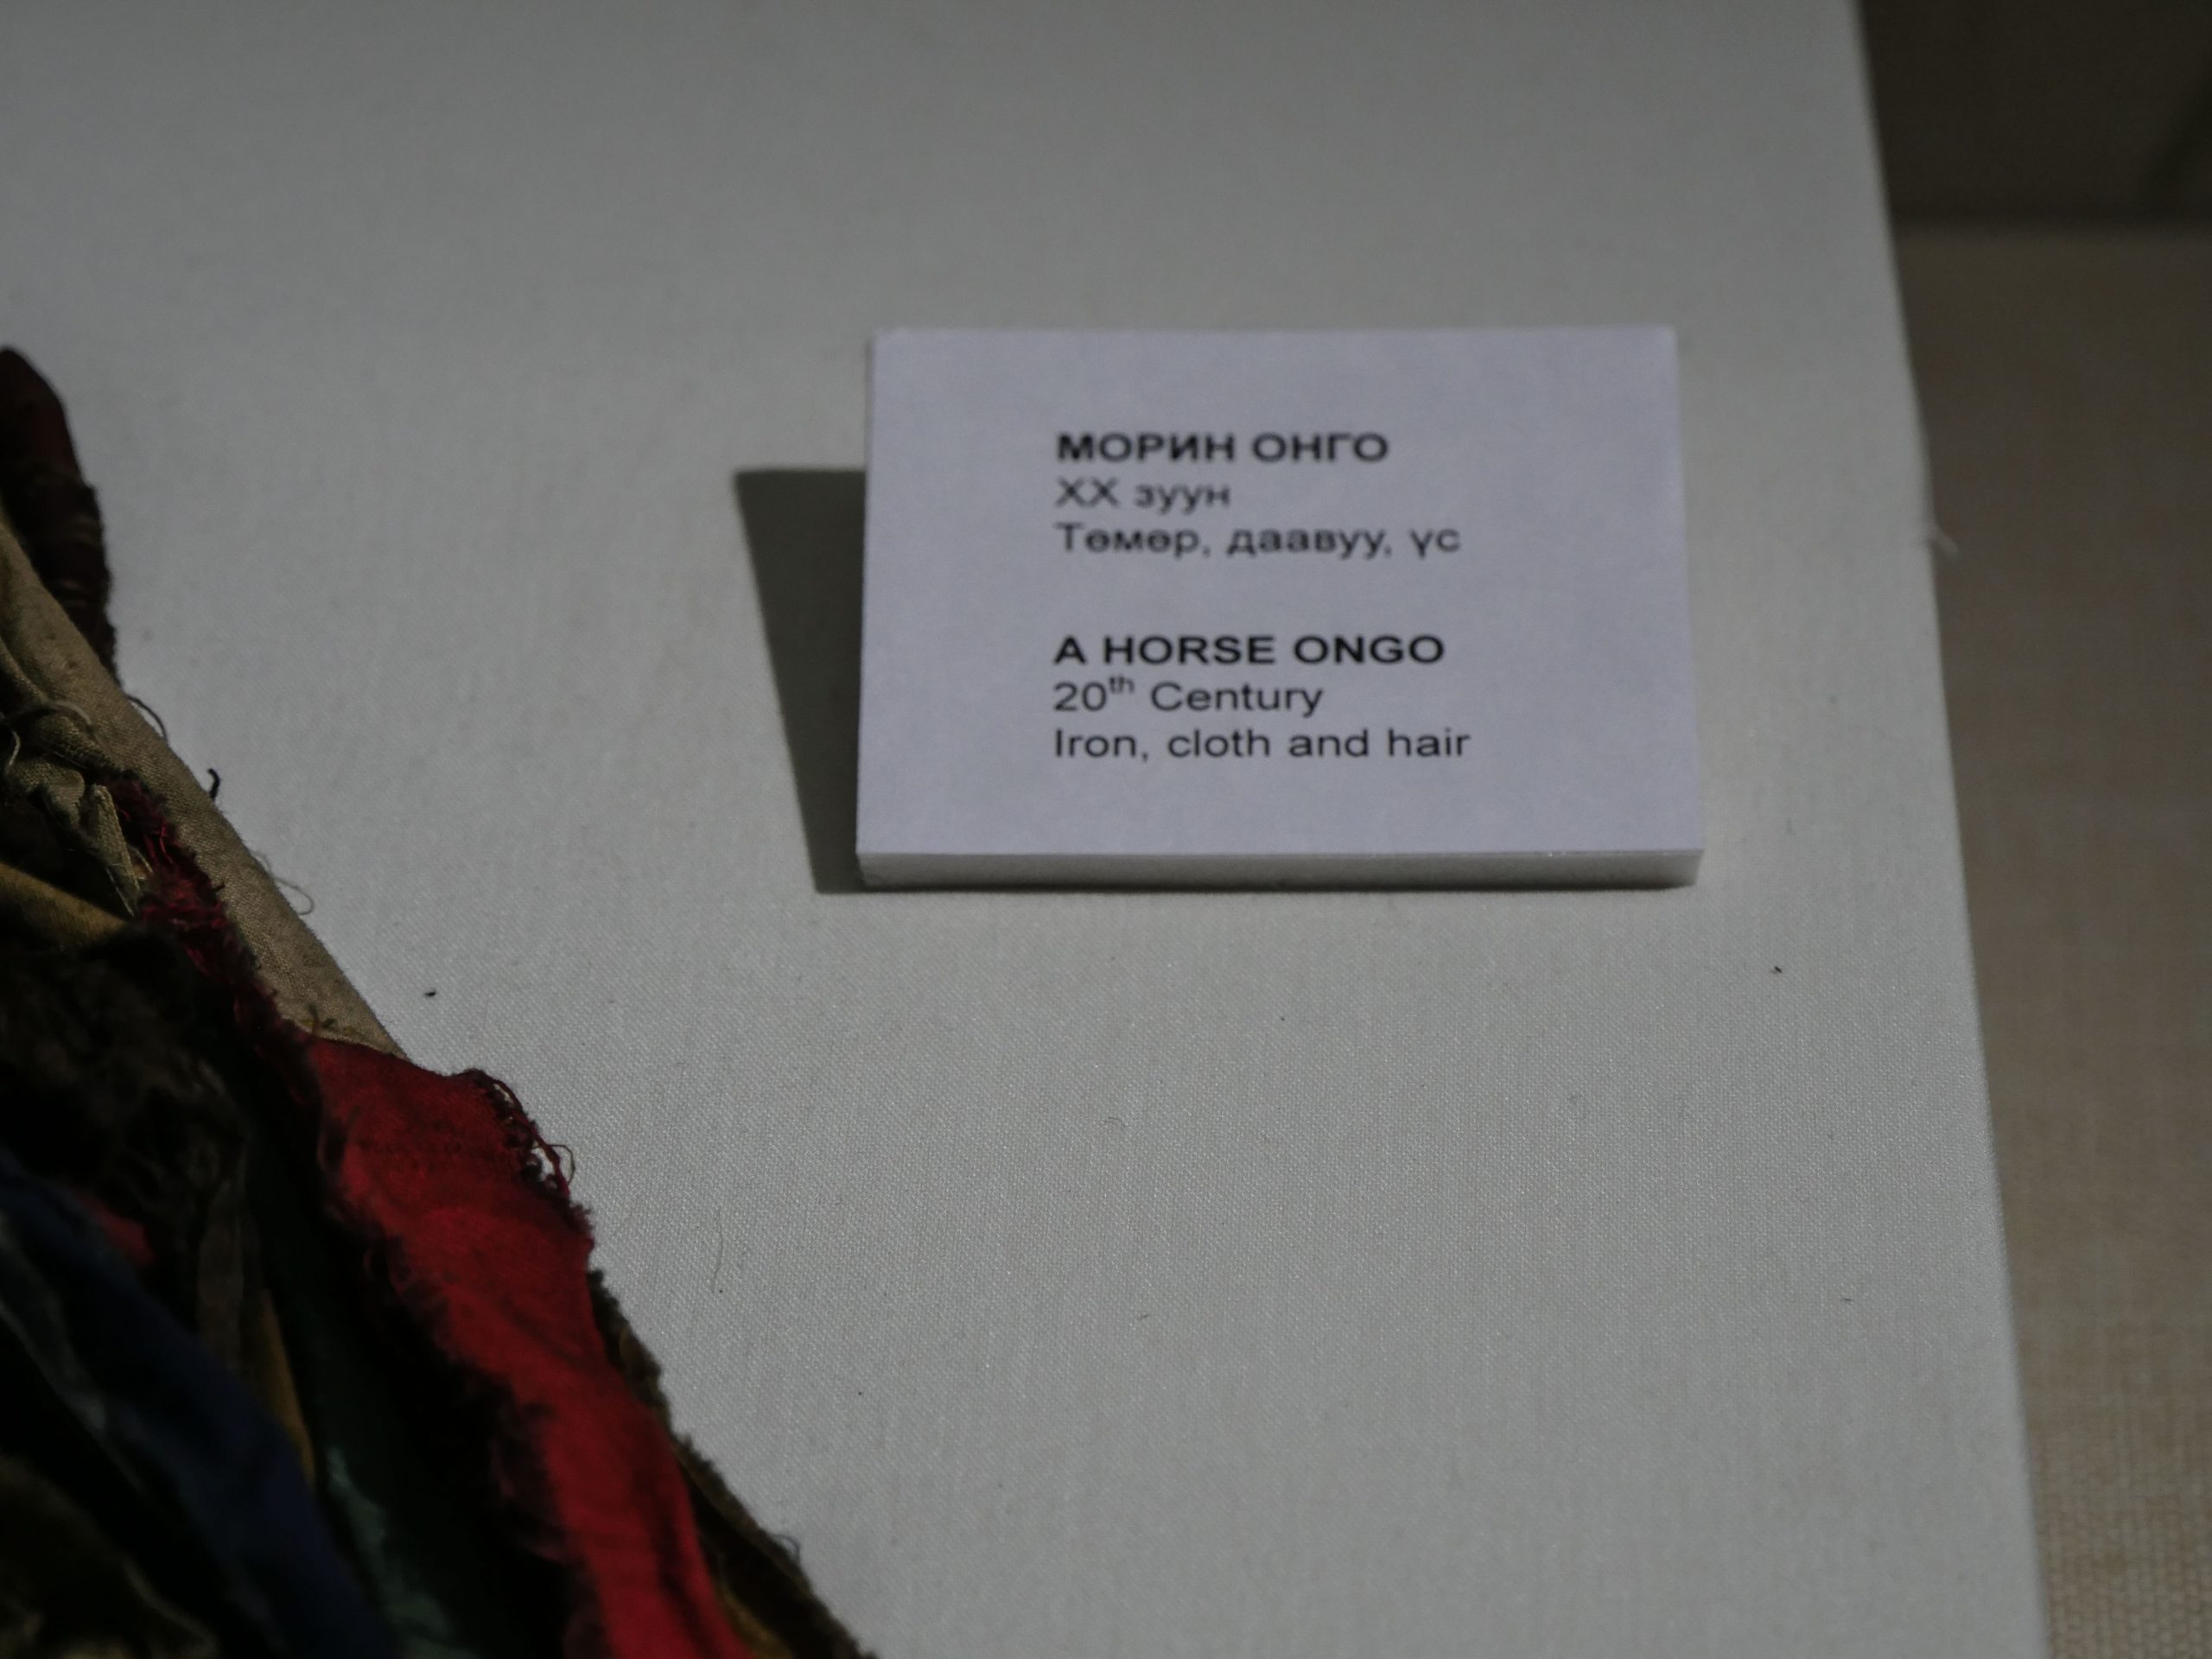 МОРИН ОНГО
XX зуун
Төмөр, даавуу, үс
A HORSE ONGO
20th Century
Iron, cloth and hair